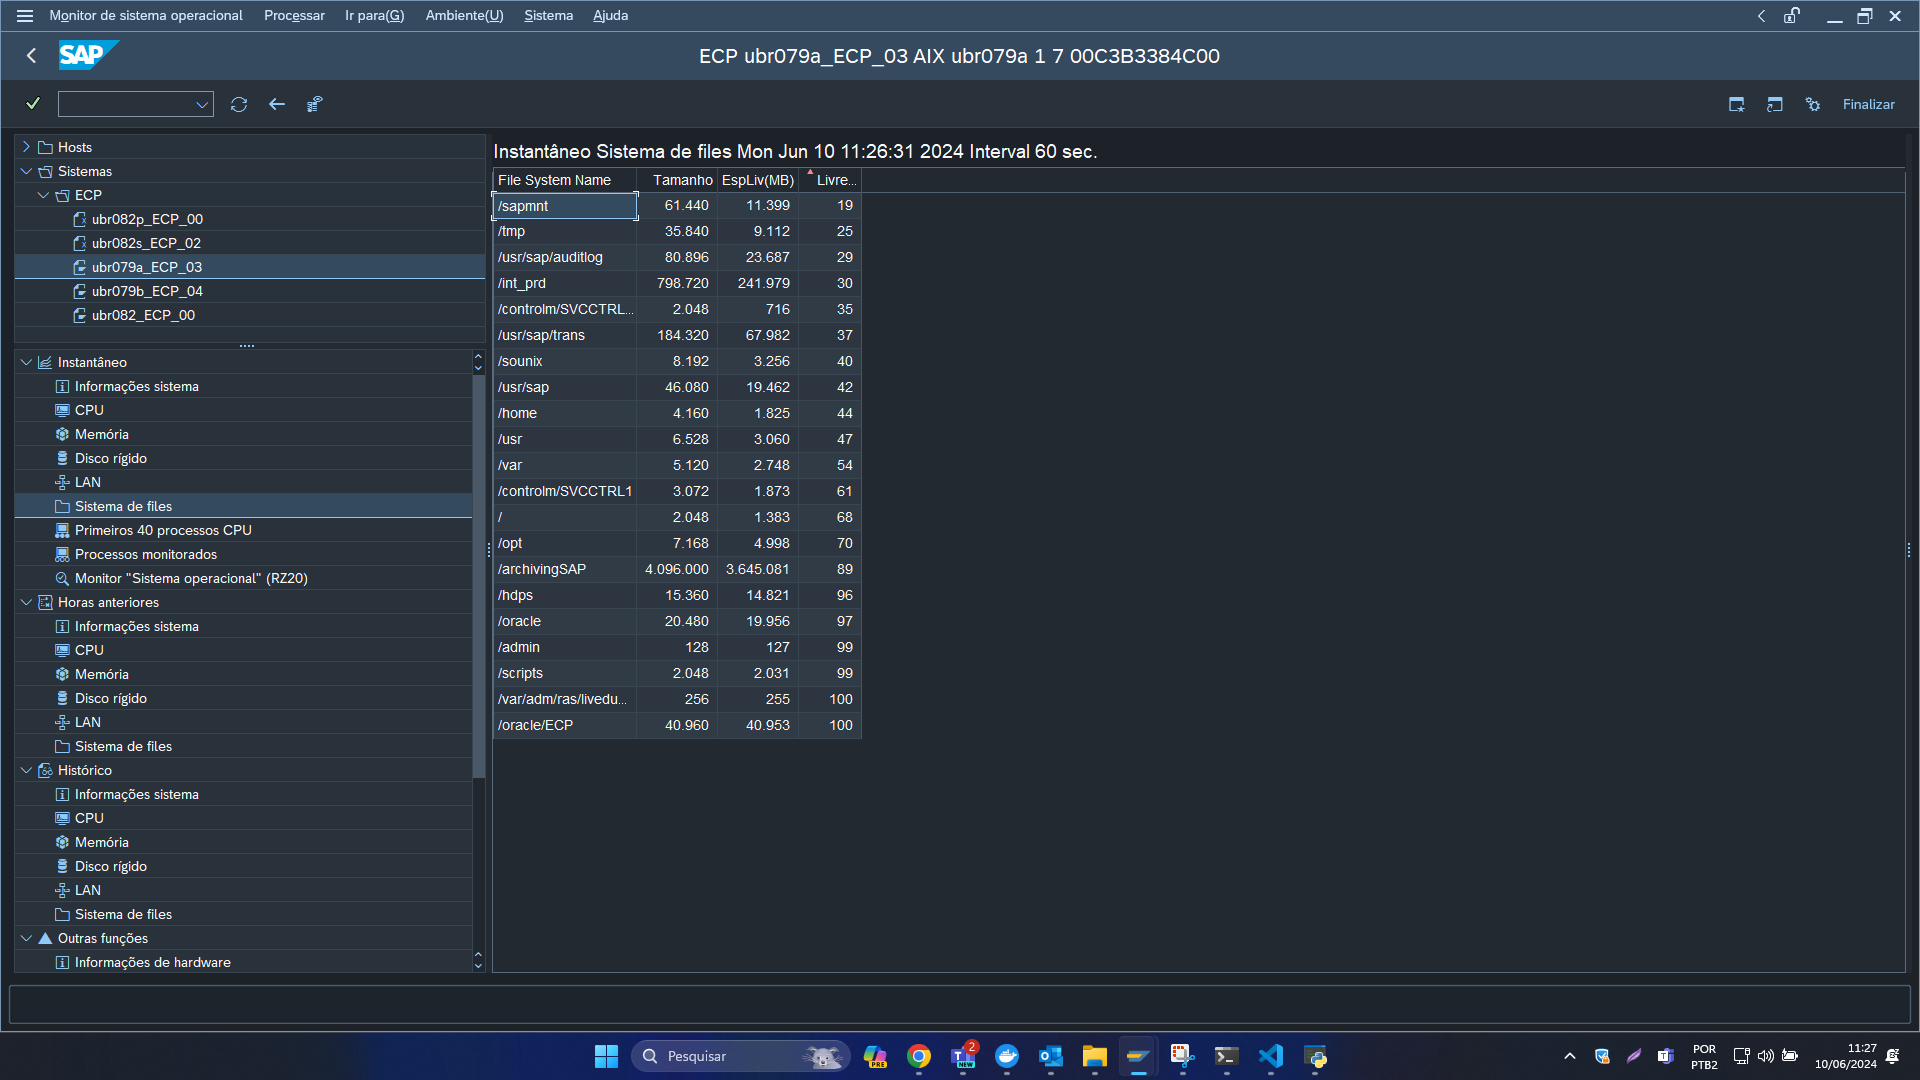 Monitor de sistema operacional Processar Ir para(G) Ambiente(U) Sistema Ajuda
SAP
ECP ubr079a_ECP_03 AIX ubr079a 1 7 00C3B3384C00
Finalizar
Hosts
Sistemas
ECP
ubr082p_ECP_00
ubr082s_ECP_02
ubr079a_ECP_03
ubr079b_ECP_04
ubr082_ECP_00
Instantâneo
Informações sistema
CPU
Memória
Disco rígido
LAN
Sistema de files
Primeiros 40 processos CPU
Processos monitorados
Monitor "Sistema operacional" (RZ20)
Horas anteriores
Informações sistema
CPU
Memória
Disco rígido
LAN
Sistema de files
Histórico
Informações sistema
CPU
Memória
Disco rígido
LAN
Sistema de files
Outras funções
Informações de hardware
Instantâneo Sistema de files Mon Jun 10 11:26:31 2024 Interval 60 sec.
File System Name Tamanho EspLiv(MB) Livre...
/sapmnt 61.440 11.399 19
/tmp 35.840 9.112 25
/usr/sap/auditlog 80.896 23.687 29
/int_prd 798.720 241.979 30
/controlm/SVCCTRL... 2.048 716 35
/usr/sap/trans 184.320 67.982 37
/sounix 8.192 3.256 40
/usr/sap 46.080 19.462 42
/home 4.160 1.825 44
/usr 6.528 3.060 47
/var 5.120 2.748 54
/controlm/SVCCTRL1 3.072 1.873 61
/ 2.048 1.383 68
/opt 7.168 4.998 70
/archivingSAP 4.096.000 3.645.081 89
/hdps 15.360 14.821 96
/oracle 20.480 19.956 97
/admin 128 127 99
/scripts 2.048 2.031 99
/var/adm/ras/livedu... 256 255 100
/oracle/ECP 40.960 40.953 100
Pesquisar
PRE
2
NEW
POR
PTB2
11:27
10/06/2024